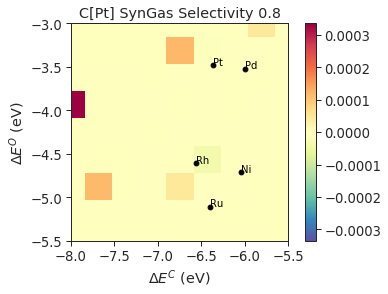 C[Pt] SynGas Selectivity 0.8
−3.0
−3.5
−4.0
−4.5
−5.0
−5.5
ΔE^O (eV)
Pt
Pd
Rh
Ni
Ru
−8.0 −7.5 −7.0 −6.5 −6.0 −5.5
ΔE^C (eV)
0.0003
0.0002
0.0001
0.0000
−0.0001
−0.0002
−0.0003